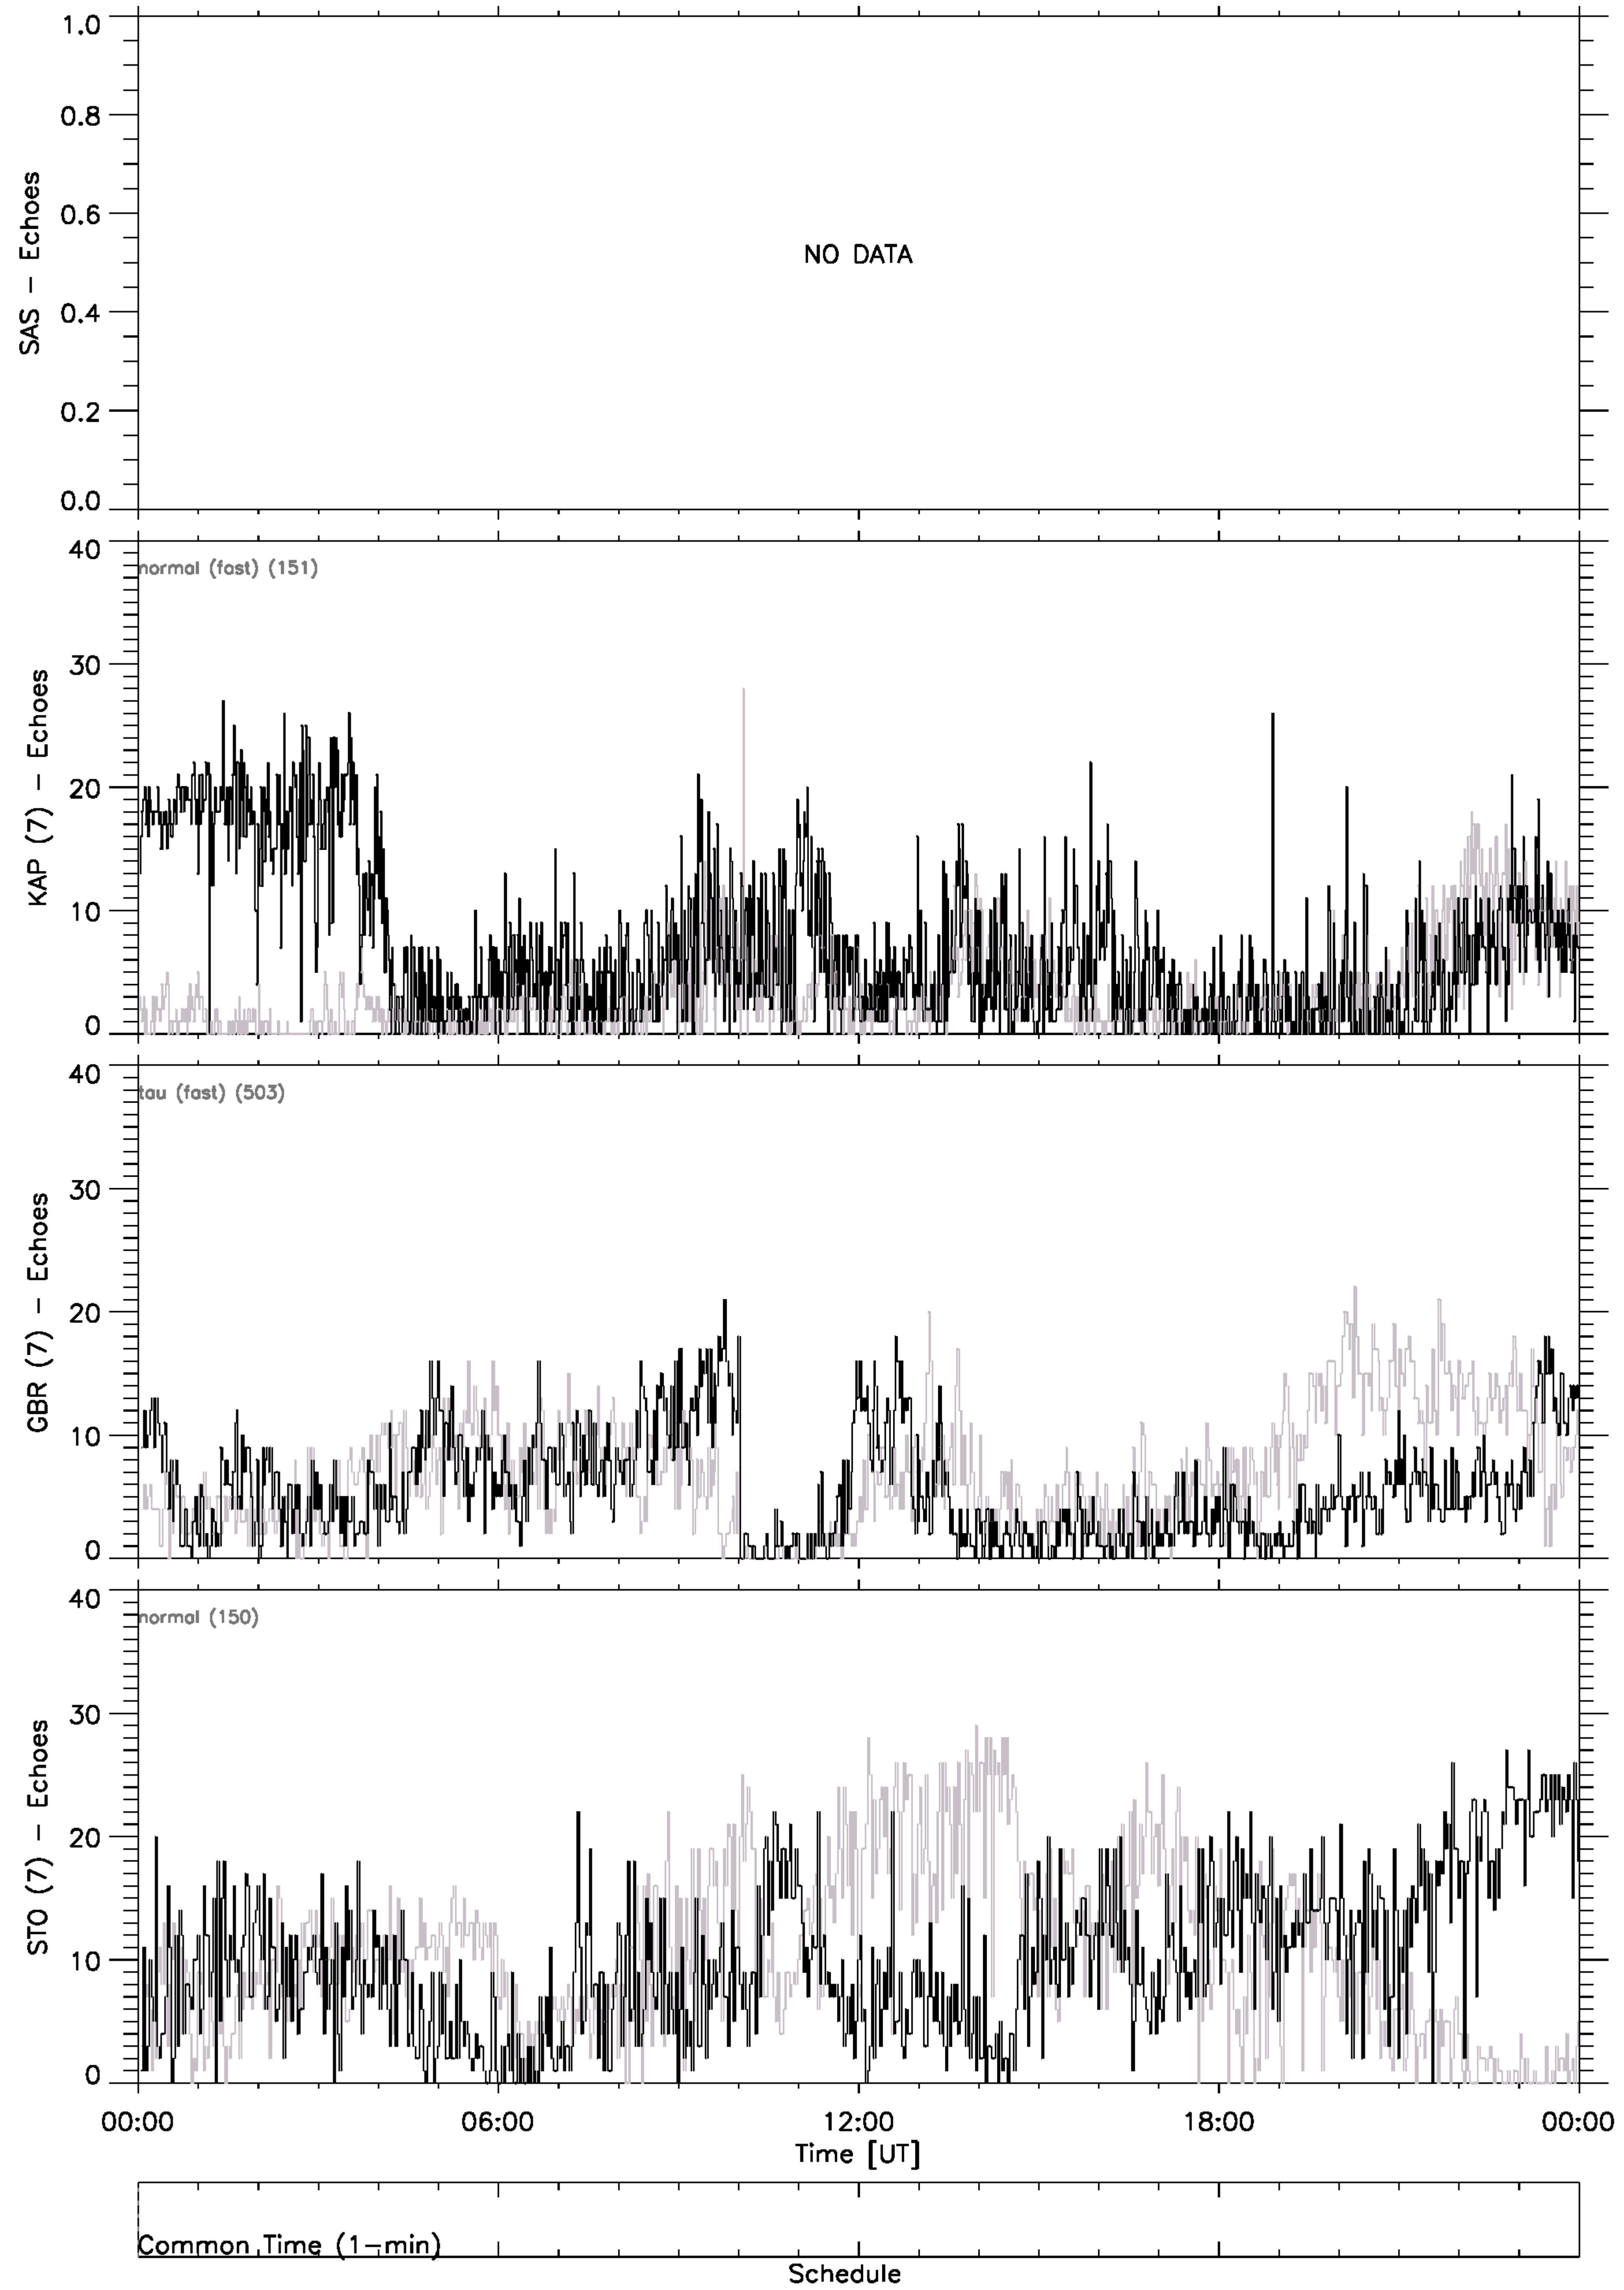 1.0
0.8
0.6
0.4
0.2
0.0
SAS – Echoes
NO DATA
40
30
20
10
0
KAP (7) – Echoes
normal (fast) (151)
40
30
20
10
0
GBR (7) – Echoes
tau (fast) (503)
40
30
20
10
0
STO (7) – Echoes
normal (150)
00:00 06:00 12:00 18:00 00:00
Time [UT]
Common Time (1–min)
Schedule